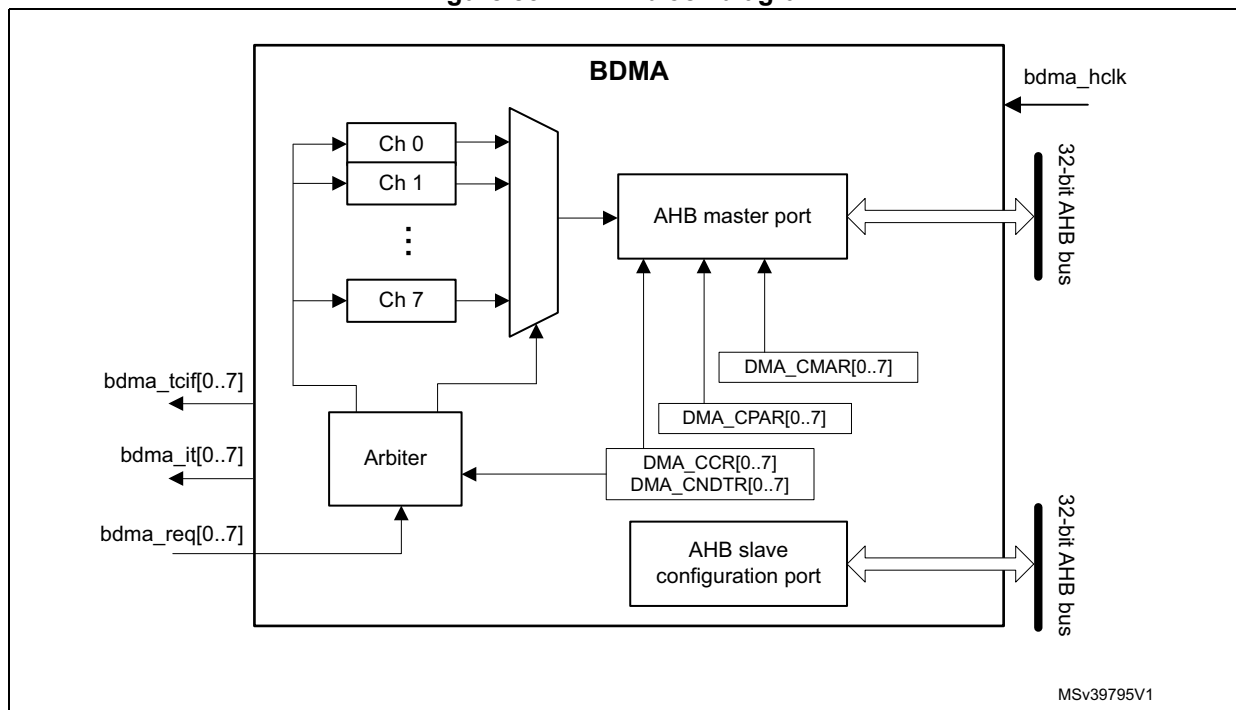 BDMA
bdma_hclk
Ch 0
Ch 1
Ch 7
AHB master port
32-bit AHB bus
DMA_CMAR[0..7]
bdma_tcif[0..7]
DMA_CPAR[0..7]
bdma_it[0..7]
Arbiter
DMA_CCR[0..7]
DMA_CNDTR[0..7]
bdma_req[0..7]
AHB slave
configuration port
32-bit AHB bus
MSv39795V1